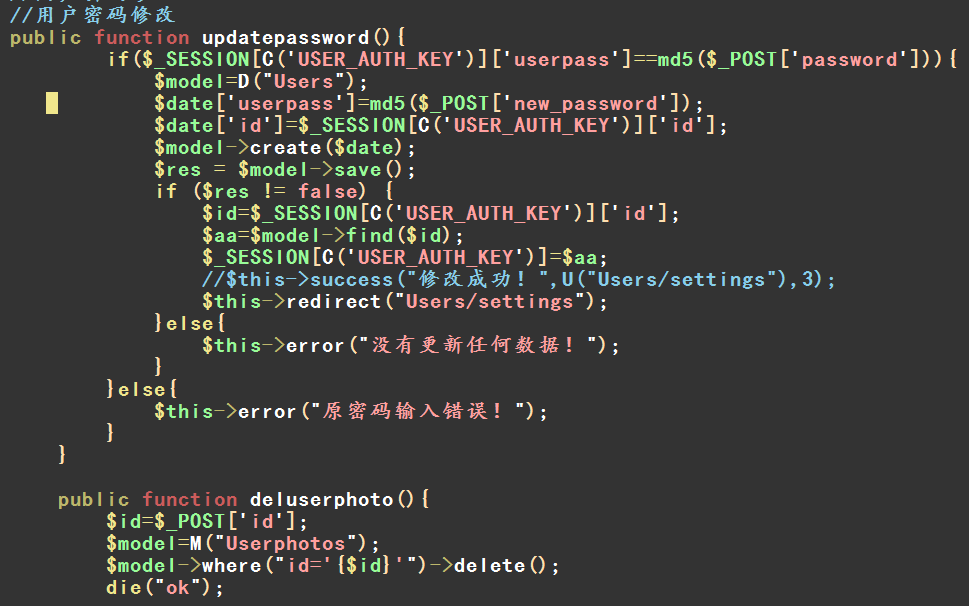 //用户密码修改
public function updatepassword(){
if($_SESSION[C('USER_AUTH_KEY')]['userpass']==md5($_POST['password'])){
$model=D("Users");
$date['userpass']=md5($_POST['new_password']);
$date['id']=$_SESSION[C('USER_AUTH_KEY')]['id'];
$model->create($date);
$res = $model->save();
if ($res != false) {
$id=$_SESSION[C('USER_AUTH_KEY')]['id'];
$aa=$model->find($id);
$_SESSION[C('USER_AUTH_KEY')]=$aa;
//$this->success("修改成功！",U("Users/settings"),3);
$this->redirect("Users/settings");
}else{
$this->error("没有更新任何数据！");
}
}else{
$this->error("原密码输入错误！");
}
}
public function deluserphoto(){
$id=$_POST['id'];
$model=M("Userphotos");
$model->where("id='{$id}'")->delete();
die("ok");